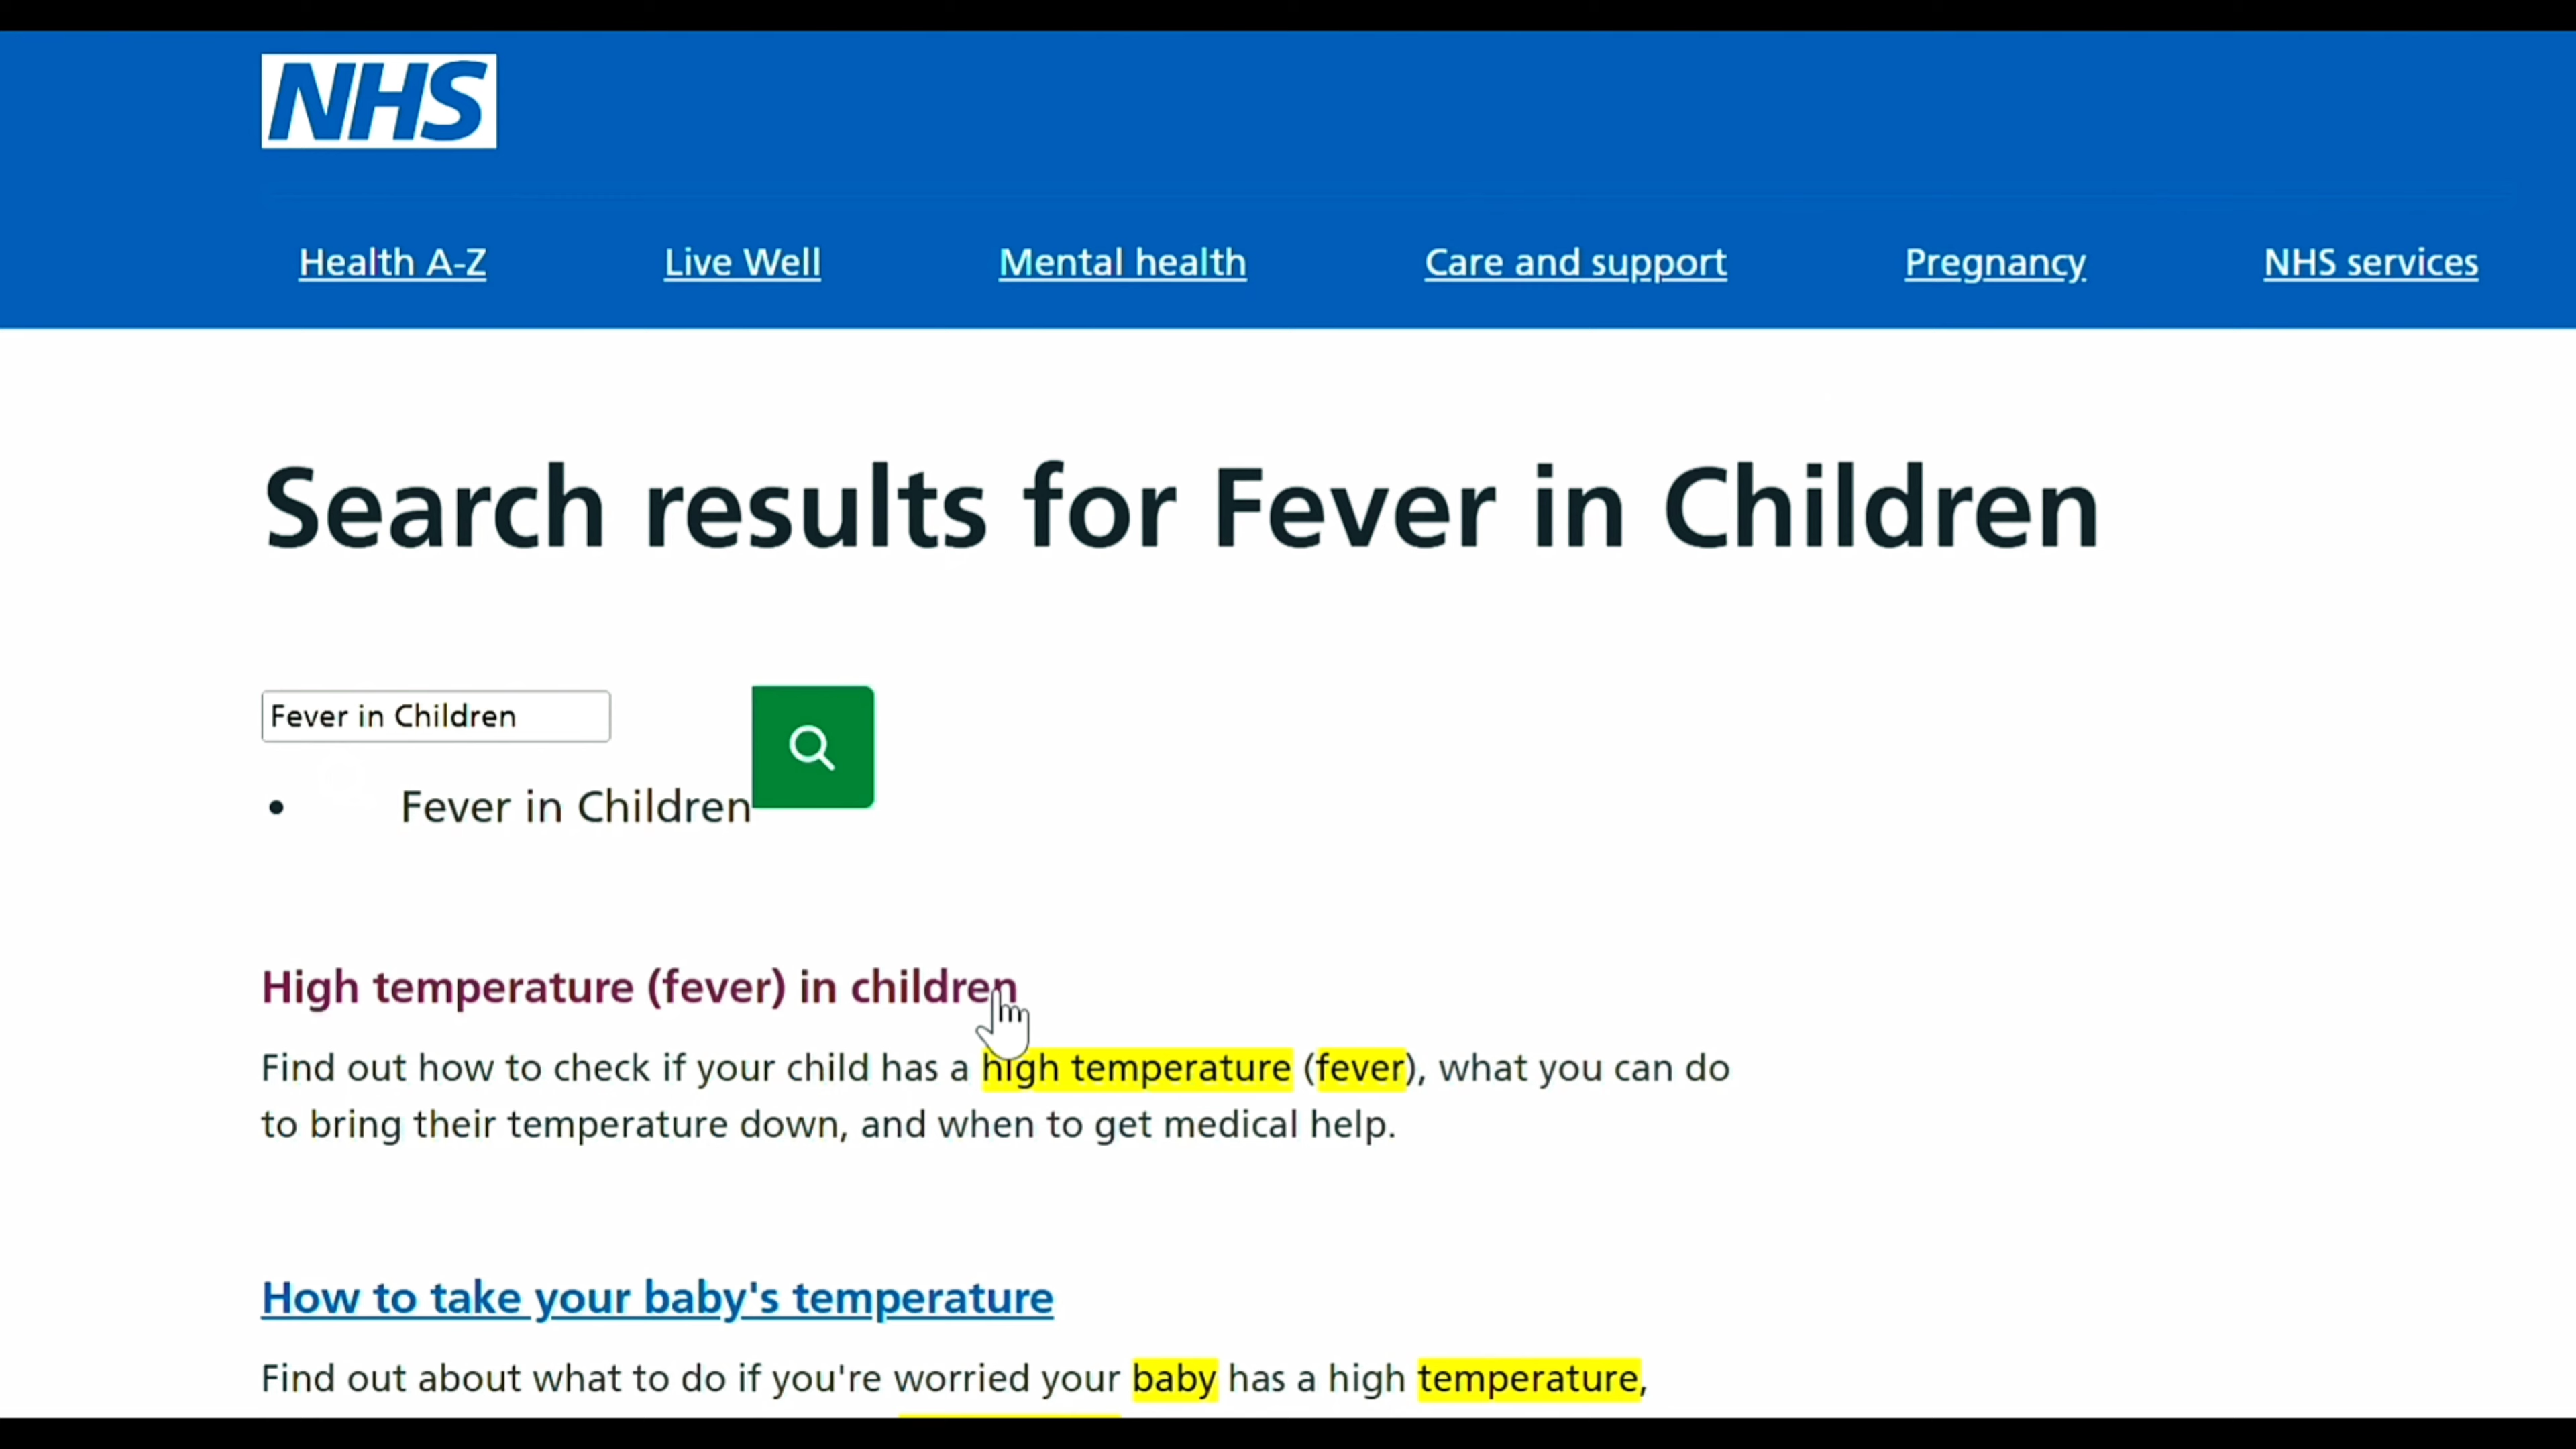 NHS
Health A-Z Live Well Mental health Care and support Pregnancy NHS services
Search results for Fever in Children
Fever in Children
• Fever in Children
High temperature (fever) in children
Find out how to check if your child has a high temperature (fever), what you can do
to bring their temperature down, and when to get medical help.
How to take your baby's temperature
Find out about what to do if you're worried your baby has a high temperature,